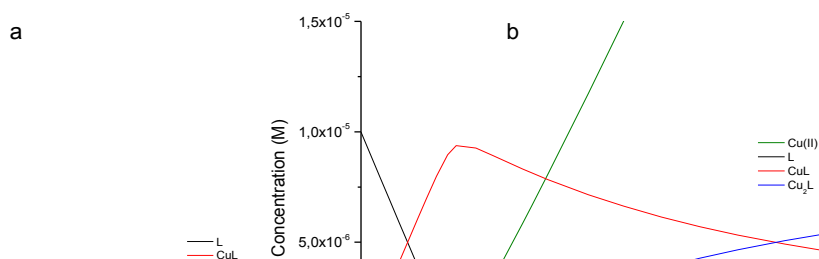 a
b
1,5x10⁻⁵
1,0x10⁻⁵
5,0x10⁻⁶
Concentration (M)
L
CuL
Cu(II)
L
CuL
Cu₂L